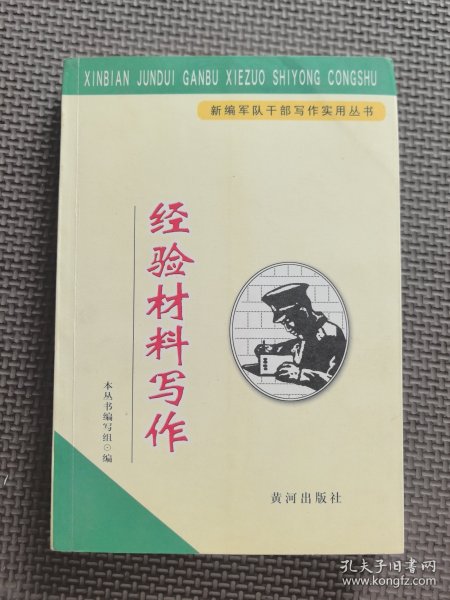 XINBIAN JUNDUI GANBU XIEZUO SHIYONG CONGSHU
新编军队干部写作实用丛书
经验材料写作
本丛书编写组⊙编
黄河出版社
孔夫子旧书网
www.kongfz.com